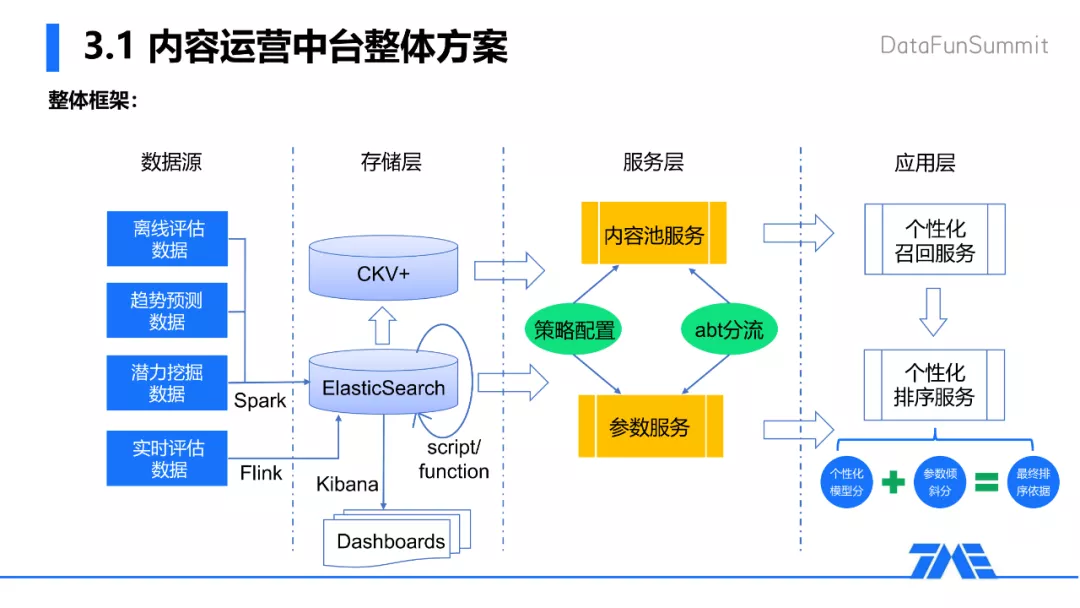 3.1 内容运营中台整体方案
DataFunSummit
整体框架：
数据源
存储层
服务层
应用层
离线评估
数据
趋势预测
数据
潜力挖掘
数据
实时评估
数据
Spark
Flink
CKV+
ElasticSearch
script/
function
Kibana
Dashboards
内容池服务
策略配置
abt分流
参数服务
个性化
召回服务
个性化
排序服务
个性化
模型分
+
参数倾
斜分
=
最终排
序依据
TME